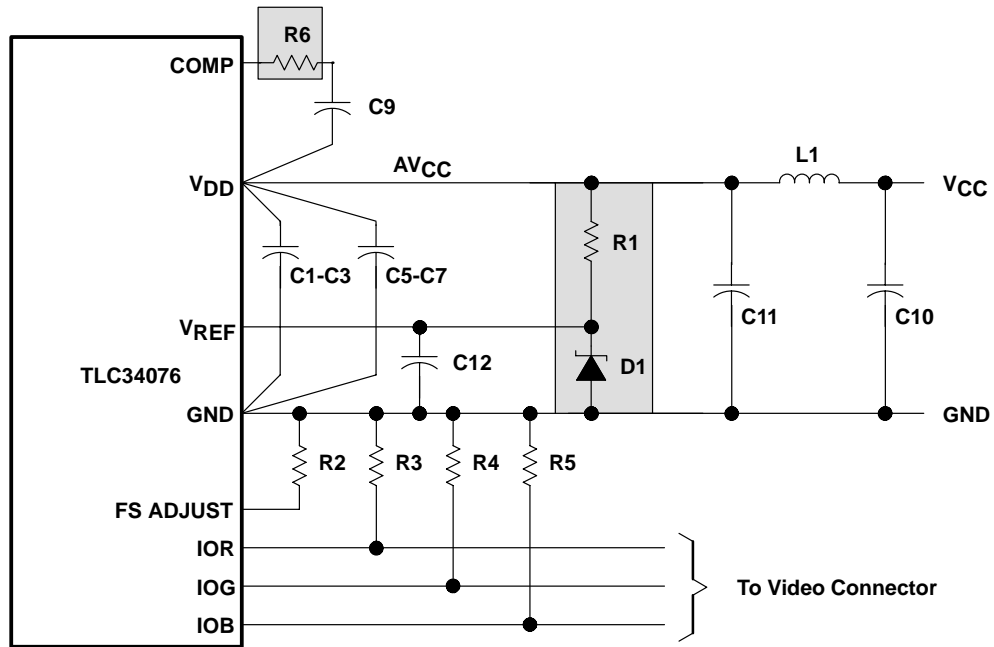 R6
COMP
C9
L1
AVCC
VDD
VCC
R1
C1-C3
C5-C7
C11
C10
VREF
C12
D1
TLC34076
GND
GND
R2
R3
R4
R5
FS ADJUST
IOR
IOG
To Video Connector
IOB